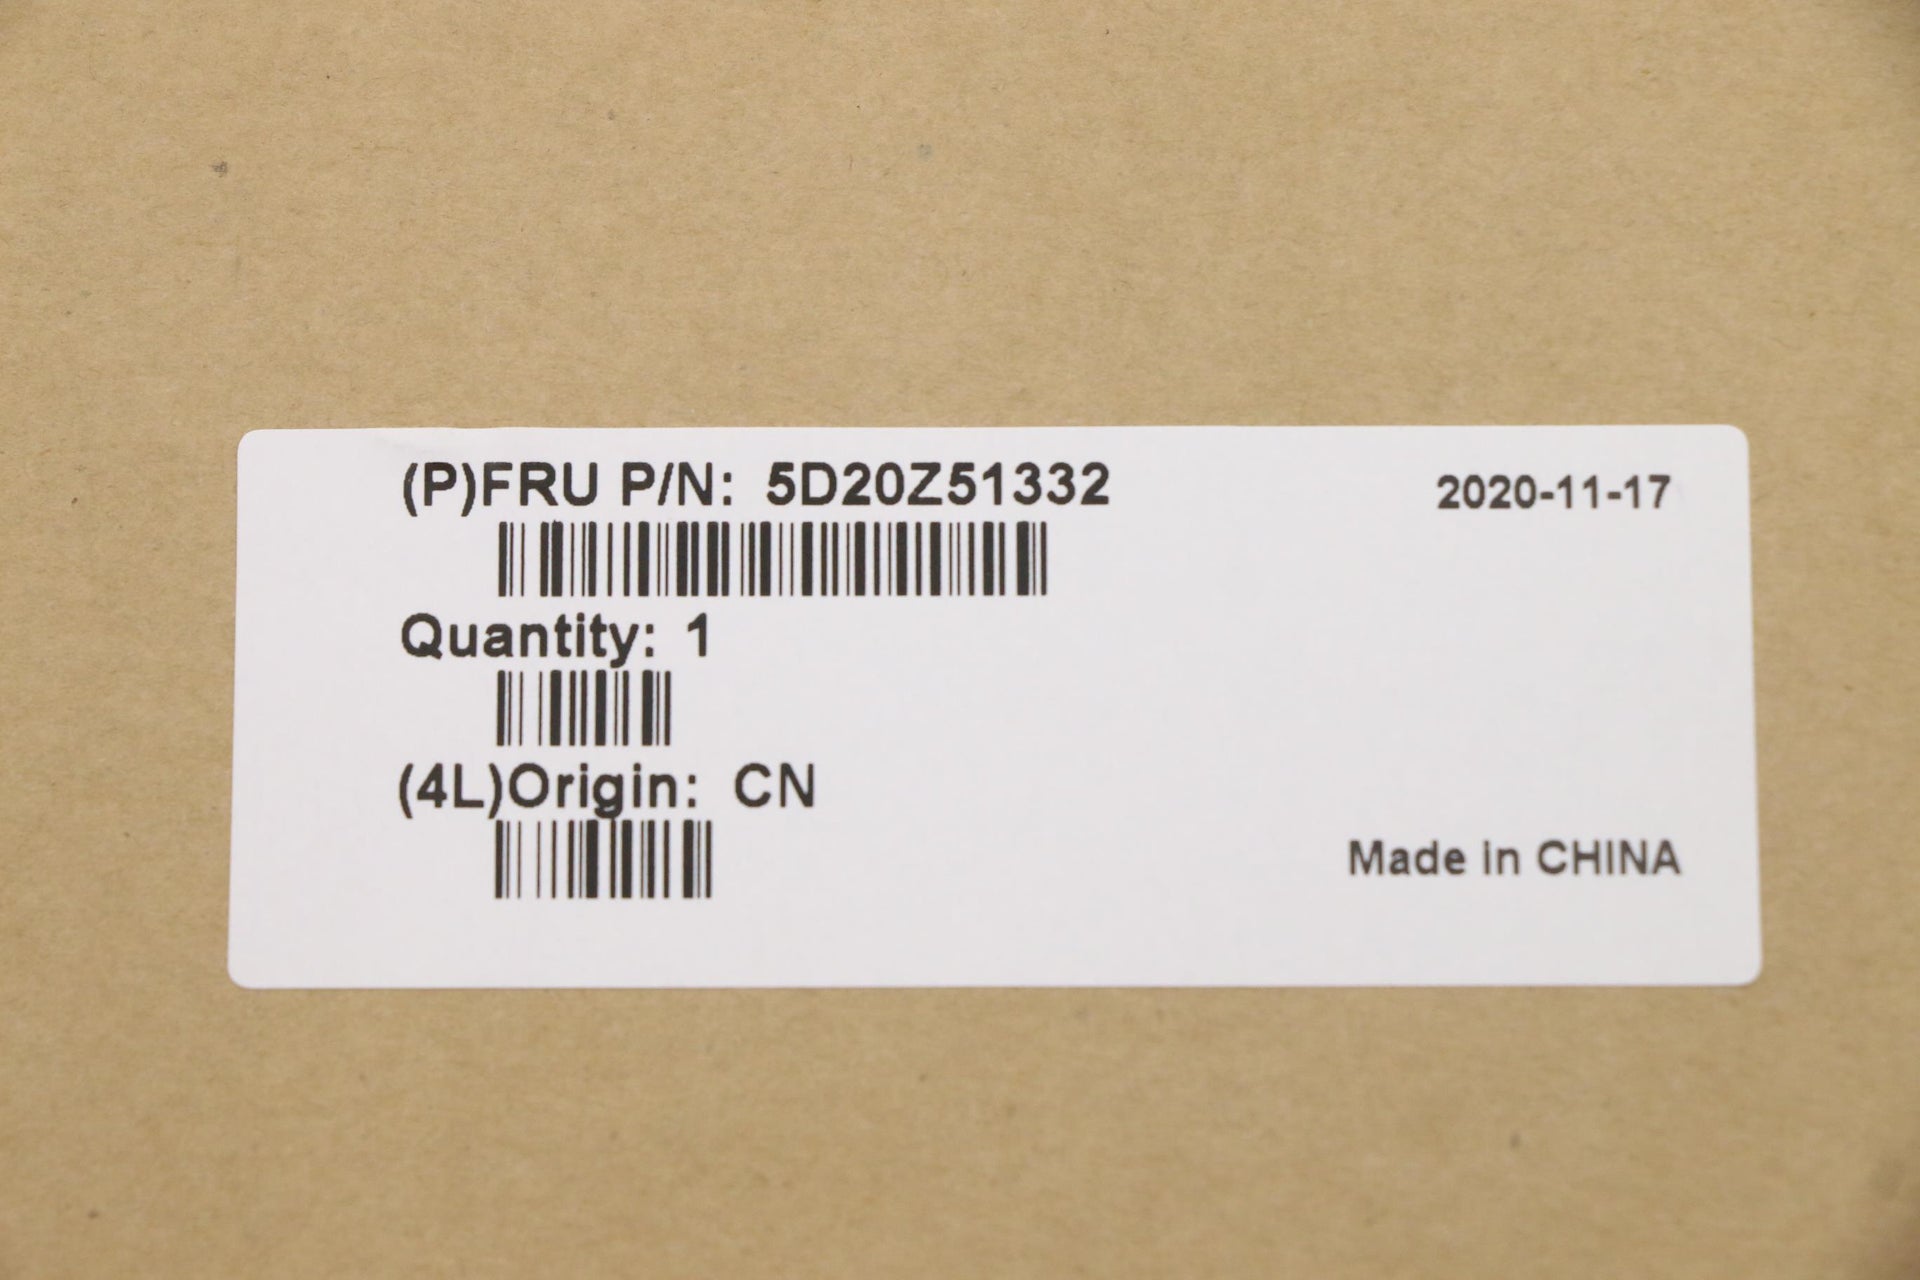 (P)FRU P/N: 5D20Z51332
2020-11-17
Quantity: 1
(4L)Origin: CN
Made in CHINA